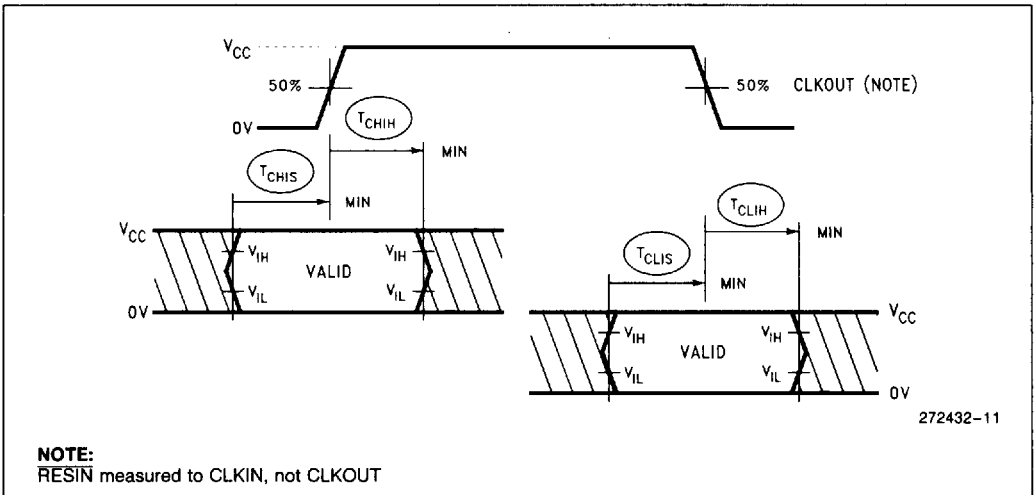 VCC
50%
50% CLKOUT (NOTE)
0V
TCHIH
MIN
TCHIS
MIN
TCLIH
MIN
TCLIS
MIN
VCC
VIH VALID VIH
VIL VIL
0V
VCC
VIH VALID VIH
VIL VIL
0V
272432-11
NOTE:
RESIN measured to CLKIN, not CLKOUT